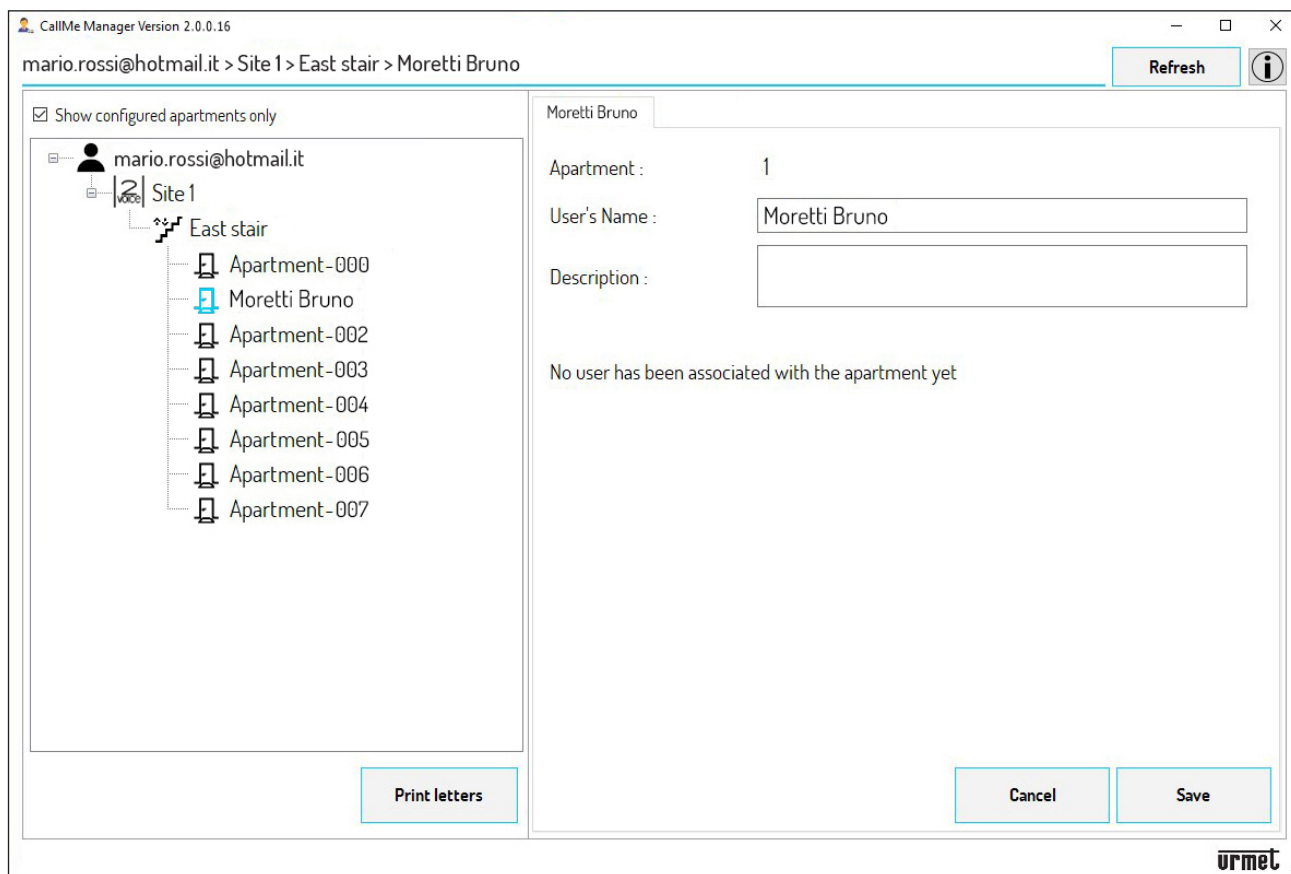 CallMe Manager Version 2.0.0.16
mario.rossi@hotmail.it > Site 1 > East stair > Moretti Bruno
Refresh
i
Show configured apartments only
mario.rossi@hotmail.it
2 voice Site 1
East stair
Apartment-000
Moretti Bruno
Apartment-002
Apartment-003
Apartment-004
Apartment-005
Apartment-006
Apartment-007
Print letters
Moretti Bruno
Apartment : 1
User's Name : Moretti Bruno
Description :
No user has been associated with the apartment yet
Cancel Save
urmet